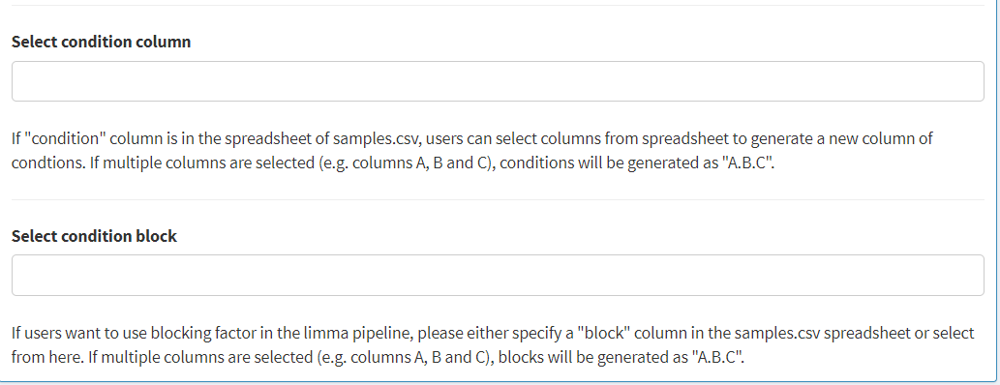 Select condition column
If "condition" column is in the spreadsheet of samples.csv, users can select columns from spreadsheet to generate a new column of
condtions. If multiple columns are selected (e.g. columns A, B and C), conditions will be generated as "A.B.C".
Select condition block
If users want to use blocking factor in the limma pipeline, please either specify a "block" column in the samples.csv spreadsheet or select
from here. If multiple columns are selected (e.g. columns A, B and C), blocks will be generated as "A.B.C".